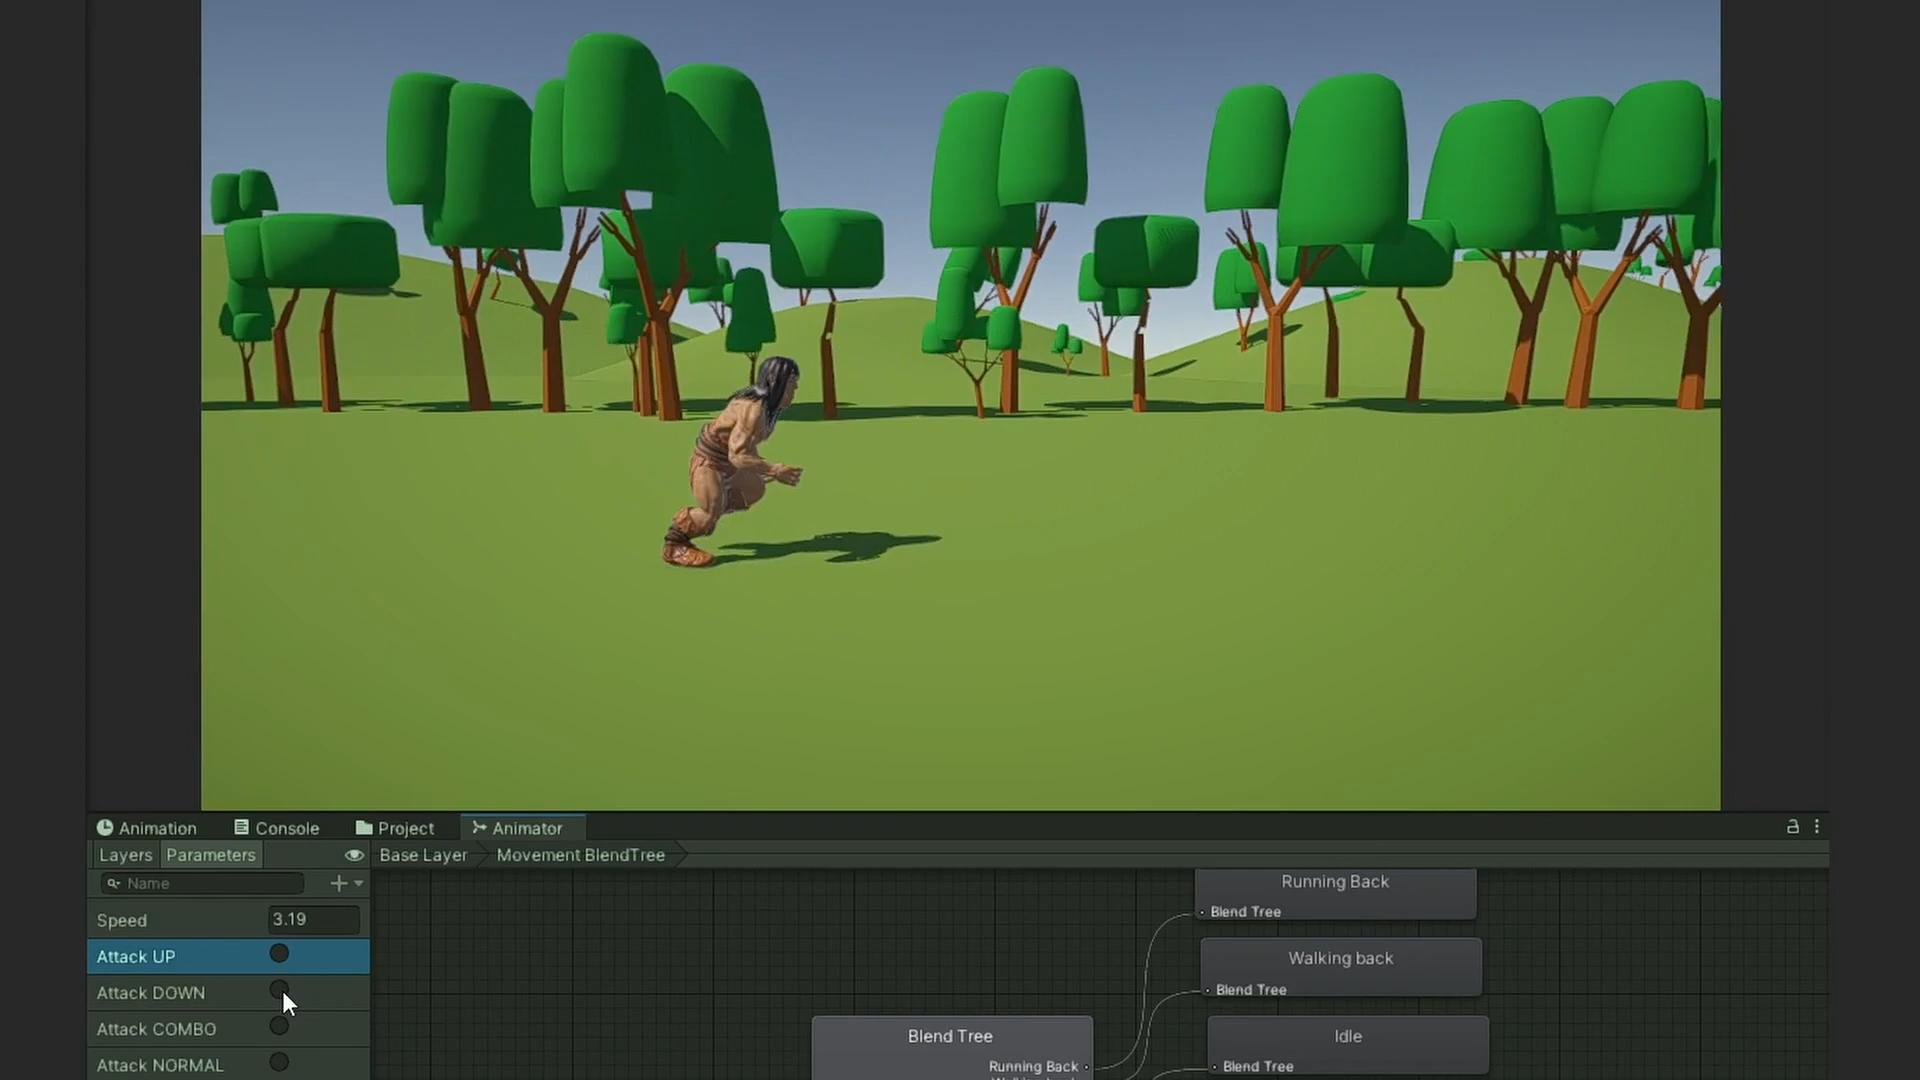 Animation Console Project Animator
Layers Parameters Base Layer Movement BlendTree
Name
Speed 3.19
Attack UP
Attack DOWN
Attack COMBO
Attack NORMAL
Running Back
Blend Tree
Walking back
Blend Tree
Blend Tree
Running Back
Idle
Blend Tree